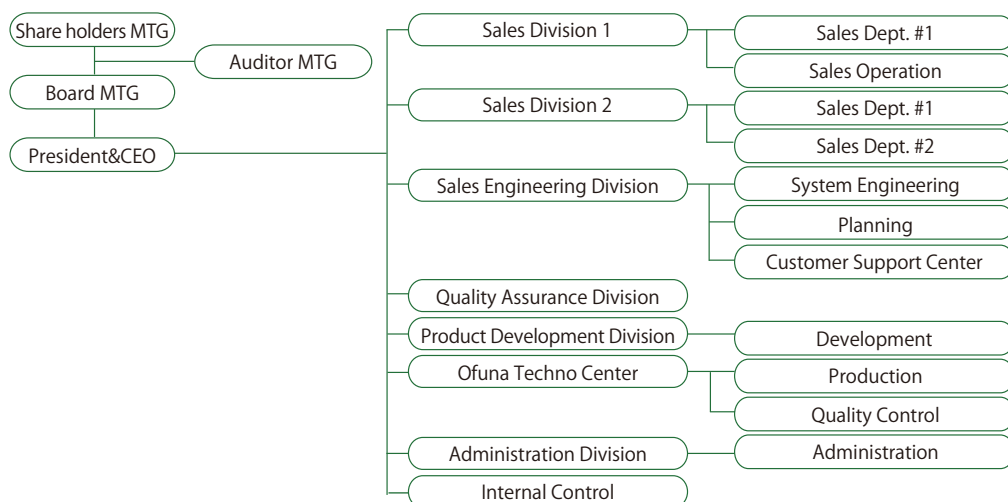 Share holders MTG
Auditor MTG
Board MTG
President&CEO
Sales Division 1
Sales Dept. #1
Sales Operation
Sales Division 2
Sales Dept. #1
Sales Dept. #2
Sales Engineering Division
System Engineering
Planning
Customer Support Center
Quality Assurance Division
Product Development Division
Development
Ofuna Techno Center
Production
Quality Control
Administration Division
Administration
Internal Control